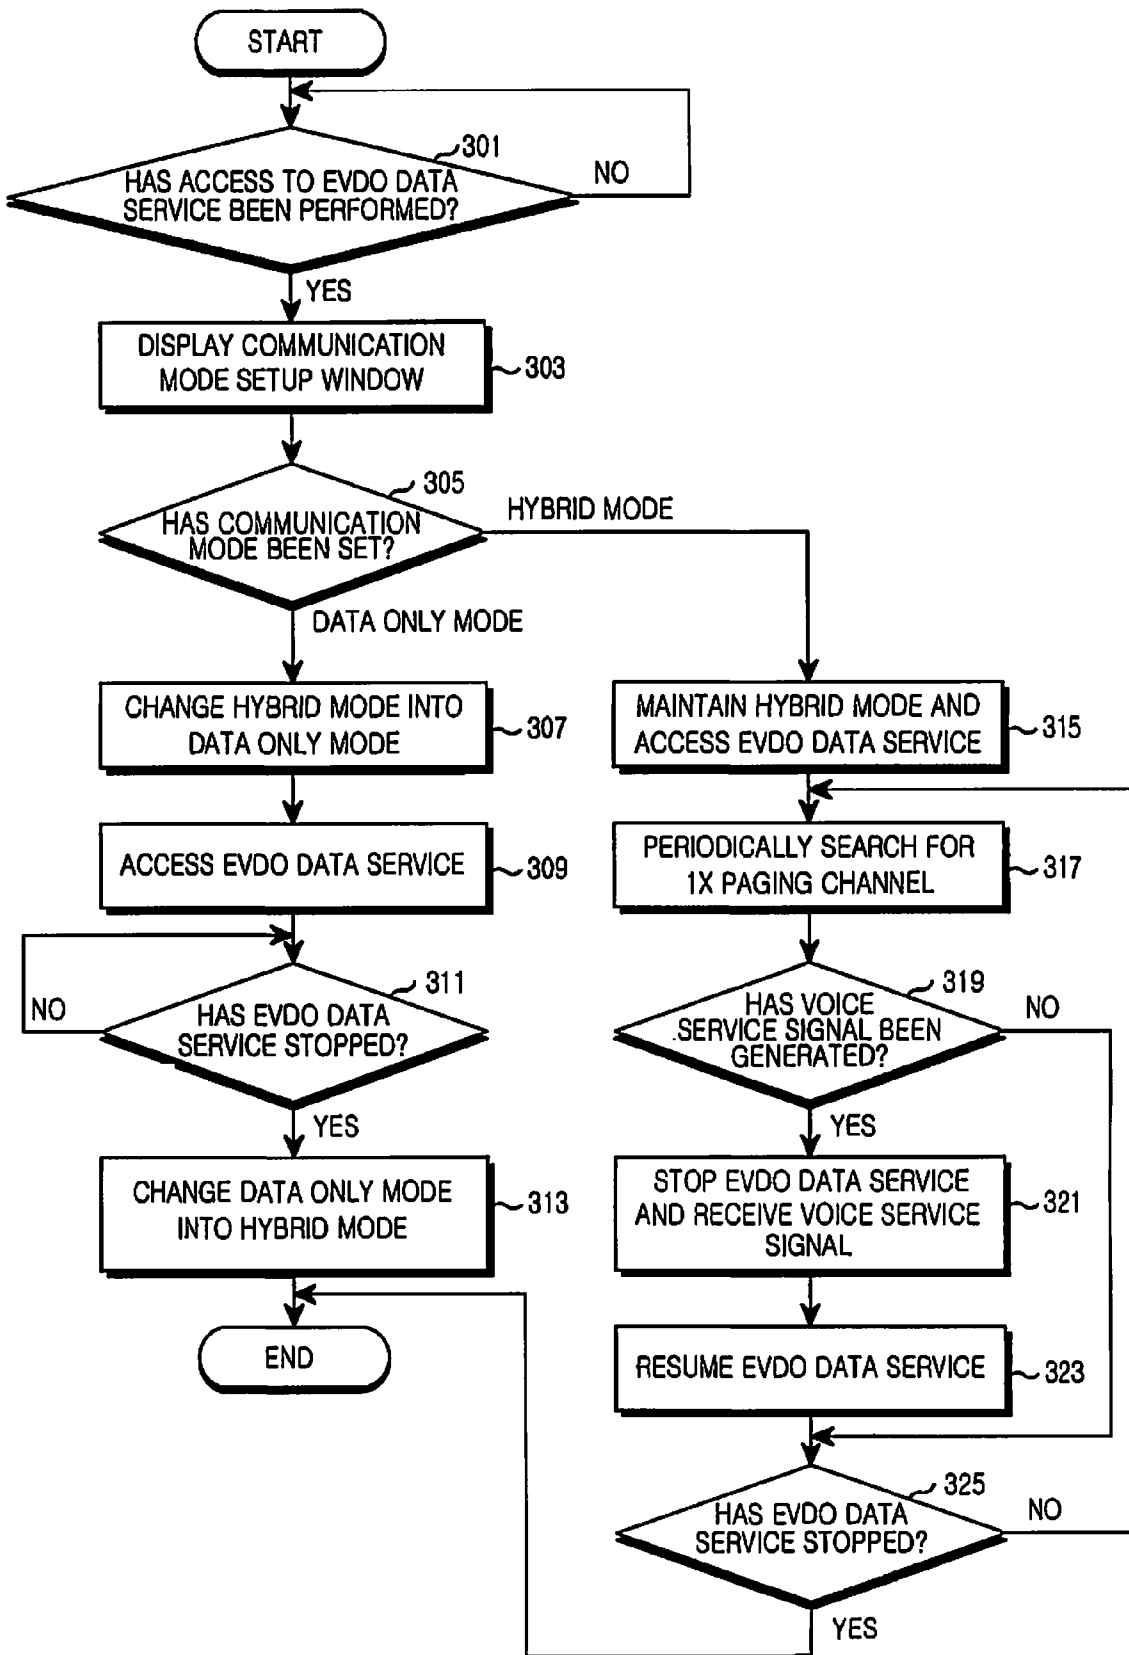 START
301
HAS ACCESS TO EVDO DATA
SERVICE BEEN PERFORMED?
NO
YES
DISPLAY COMMUNICATION
MODE SETUP WINDOW
303
305
HAS COMMUNICATION
MODE BEEN SET?
HYBRID MODE
DATA ONLY MODE
CHANGE HYBRID MODE INTO
DATA ONLY MODE
307
ACCESS EVDO DATA SERVICE
309
311
HAS EVDO DATA
SERVICE STOPPED?
NO
YES
CHANGE DATA ONLY MODE
INTO HYBRID MODE
313
END
MAINTAIN HYBRID MODE AND
ACCESS EVDO DATA SERVICE
315
PERIODICALLY SEARCH FOR
1X PAGING CHANNEL
317
319
HAS VOICE
SERVICE SIGNAL BEEN
GENERATED?
NO
YES
STOP EVDO DATA SERVICE
AND RECEIVE VOICE SERVICE
SIGNAL
321
RESUME EVDO DATA SERVICE
323
325
HAS EVDO DATA
SERVICE STOPPED?
NO
YES